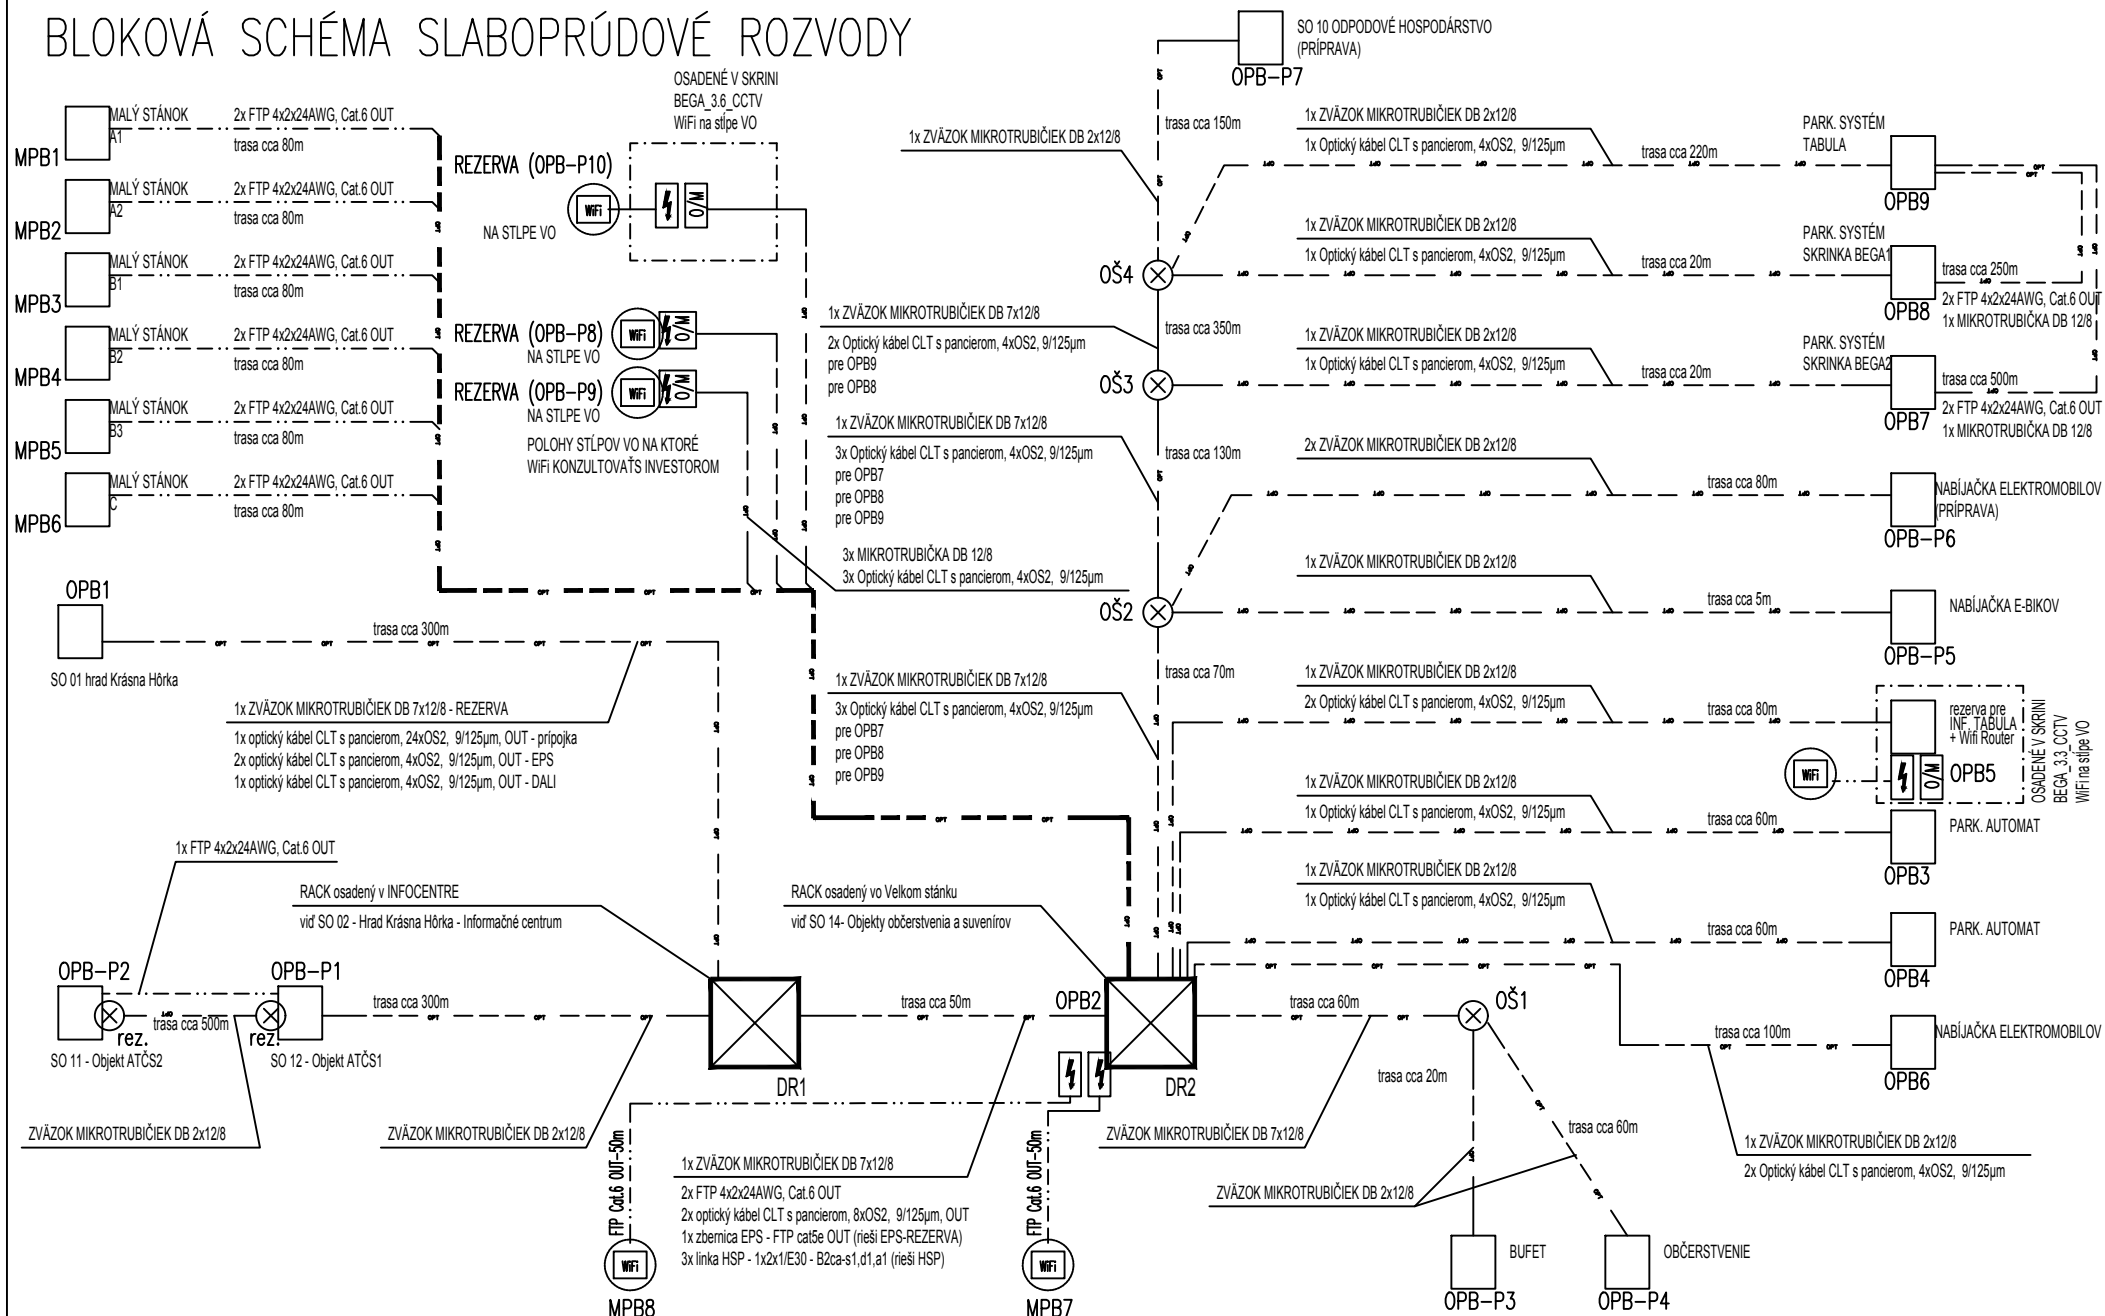 BLOKOVÁ SCHÉMA SLABOPRÚDOVÉ ROZVODY
MALÝ STÁNOK
A1
2x FTP 4x2x24AWG, Cat.6 OUT
trasa cca 80m
MPB1
MALÝ STÁNOK
A2
2x FTP 4x2x24AWG, Cat.6 OUT
trasa cca 80m
MPB2
MALÝ STÁNOK
B1
2x FTP 4x2x24AWG, Cat.6 OUT
trasa cca 80m
MPB3
MALÝ STÁNOK
B2
2x FTP 4x2x24AWG, Cat.6 OUT
trasa cca 80m
MPB4
MALÝ STÁNOK
B3
2x FTP 4x2x24AWG, Cat.6 OUT
trasa cca 80m
MPB5
MALÝ STÁNOK
C
2x FTP 4x2x24AWG, Cat.6 OUT
trasa cca 80m
MPB6
OSADENÉ V SKRINI
BEGA_3.6_CCTV
WiFi na stĺpe VO
REZERVA (OPB-P10)
WiFi
O/M
NA STLPE VO
REZERVA (OPB-P8)
WiFi
O/M
NA STLPE VO
REZERVA (OPB-P9)
WiFi
O/M
NA STLPE VO
POLOHY STĹPOV VO NA KTORÉ
WiFi KONZULTOVAŤS INVESTOROM
SO 10 ODPODOVÉ HOSPODÁRSTVO
(PRÍPRAVA)
OPB-P7
1x ZVÄZOK MIKROTRUBIČIEK DB 2x12/8
trasa cca 150m
1x ZVÄZOK MIKROTRUBIČIEK DB 2x12/8
1x Optický kábel CLT s pancierom, 4xOS2, 9/125µm
trasa cca 220m
PARK. SYSTÉM
TABULA
OPB9
1x ZVÄZOK MIKROTRUBIČIEK DB 2x12/8
1x Optický kábel CLT s pancierom, 4xOS2, 9/125µm
trasa cca 20m
PARK. SYSTÉM
SKRINKA BEGA1
OPB8
trasa cca 250m
2x FTP 4x2x24AWG, Cat.6 OUT
1x MIKROTRUBIČKA DB 12/8
OŠ4
1x ZVÄZOK MIKROTRUBIČIEK DB 7x12/8
2x Optický kábel CLT s pancierom, 4xOS2, 9/125µm
pre OPB9
pre OPB8
trasa cca 350m
OŠ3
1x ZVÄZOK MIKROTRUBIČIEK DB 2x12/8
1x Optický kábel CLT s pancierom, 4xOS2, 9/125µm
trasa cca 20m
PARK. SYSTÉM
SKRINKA BEGA2
OPB7
trasa cca 500m
2x FTP 4x2x24AWG, Cat.6 OUT
1x MIKROTRUBIČKA DB 12/8
1x ZVÄZOK MIKROTRUBIČIEK DB 7x12/8
3x Optický kábel CLT s pancierom, 4xOS2, 9/125µm
pre OPB7
pre OPB8
pre OPB9
trasa cca 130m
2x ZVÄZOK MIKROTRUBIČIEK DB 2x12/8
trasa cca 80m
NABÍJAČKA ELEKTROMOBILOV
(PRÍPRAVA)
OPB-P6
3x MIKROTRUBIČKA DB 12/8
3x Optický kábel CLT s pancierom, 4xOS2, 9/125µm
OŠ2
1x ZVÄZOK MIKROTRUBIČIEK DB 2x12/8
trasa cca 5m
NABÍJAČKA E-BIKOV
OPB-P5
OPB1
trasa cca 300m
SO 01 hrad Krásna Hôrka
1x ZVÄZOK MIKROTRUBIČIEK DB 7x12/8 - REZERVA
1x optický kábel CLT s pancierom, 24xOS2, 9/125µm, OUT - prípojka
2x optický kábel CLT s pancierom, 4xOS2, 9/125µm, OUT - EPS
1x optický kábel CLT s pancierom, 4xOS2, 9/125µm, OUT - DALI
1x ZVÄZOK MIKROTRUBIČIEK DB 7x12/8
3x Optický kábel CLT s pancierom, 4xOS2, 9/125µm
pre OPB7
pre OPB8
pre OPB9
trasa cca 70m
1x ZVÄZOK MIKROTRUBIČIEK DB 2x12/8
2x Optický kábel CLT s pancierom, 4xOS2, 9/125µm
trasa cca 80m
rezerva pre
INF. TABULA
+ Wifi Router
WiFi
O/M
OPB5
OSADENÉ V SKRINI
BEGA_3.3_CCTV
WiFi na stĺpe VO
1x ZVÄZOK MIKROTRUBIČIEK DB 2x12/8
1x Optický kábel CLT s pancierom, 4xOS2, 9/125µm
trasa cca 60m
PARK. AUTOMAT
OPB3
1x ZVÄZOK MIKROTRUBIČIEK DB 2x12/8
1x Optický kábel CLT s pancierom, 4xOS2, 9/125µm
trasa cca 60m
PARK. AUTOMAT
OPB4
1x FTP 4x2x24AWG, Cat.6 OUT
RACK osadený v INFOCENTRE
viď SO 02 - Hrad Krásna Hôrka - Informačné centrum
RACK osadený vo Velkom stánku
viď SO 14- Objekty občerstvenia a suvenírov
OPB-P2
rez.
trasa cca 500m
SO 11 - Objekt ATČS2
OPB-P1
rez.
SO 12 - Objekt ATČS1
trasa cca 300m
DR1
trasa cca 50m
OPB2
DR2
trasa cca 60m
OŠ1
trasa cca 100m
NABÍJAČKA ELEKTROMOBILOV
OPB6
trasa cca 20m
trasa cca 60m
ZVÄZOK MIKROTRUBIČIEK DB 2x12/8
ZVÄZOK MIKROTRUBIČIEK DB 2x12/8
ZVÄZOK MIKROTRUBIČIEK DB 7x12/8
1x ZVÄZOK MIKROTRUBIČIEK DB 2x12/8
2x Optický kábel CLT s pancierom, 4xOS2, 9/125µm
FTP Cat.6 OUT-50m
1x ZVÄZOK MIKROTRUBIČIEK DB 7x12/8
2x FTP 4x2x24AWG, Cat.6 OUT
2x optický kábel CLT s pancierom, 8xOS2, 9/125µm, OUT
1x zbernica EPS - FTP cat5e OUT (rieši EPS-REZERVA)
3x linka HSP - 1x2x1/E30 - B2ca-s1,d1,a1 (rieši HSP)
FTP Cat.6 OUT-50m
ZVÄZOK MIKROTRUBIČIEK DB 2x12/8
WiFi
MPB8
WiFi
MPB7
BUFET
OPB-P3
OBČERSTVENIE
OPB-P4